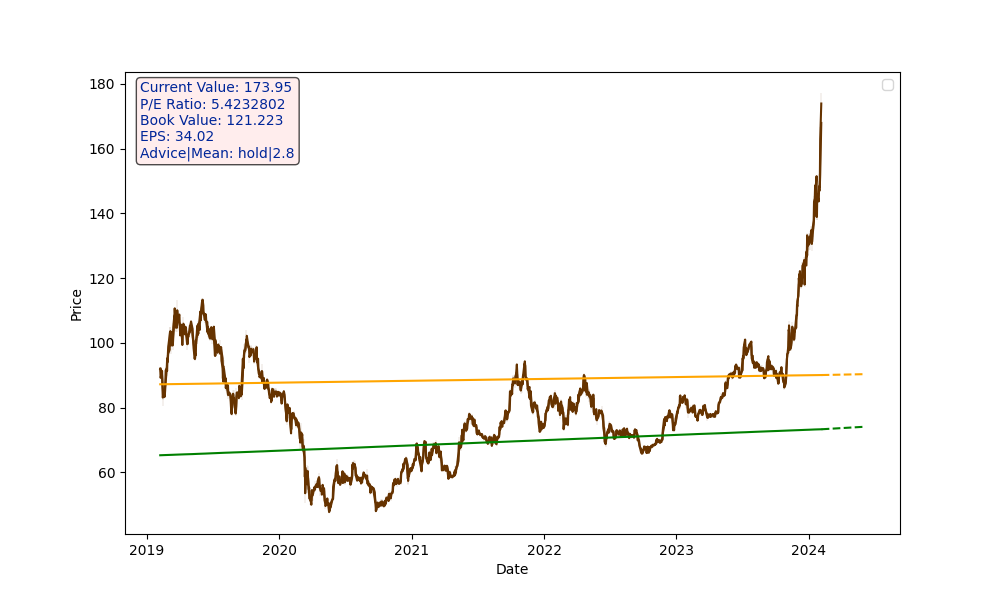 Current Value: 173.95
P/E Ratio: 5.4232802
Book Value: 121.223
EPS: 34.02
Advice|Mean: hold|2.8
180
160
140
120
100
80
60
Price
2019 2020 2021 2022 2023 2024
Date